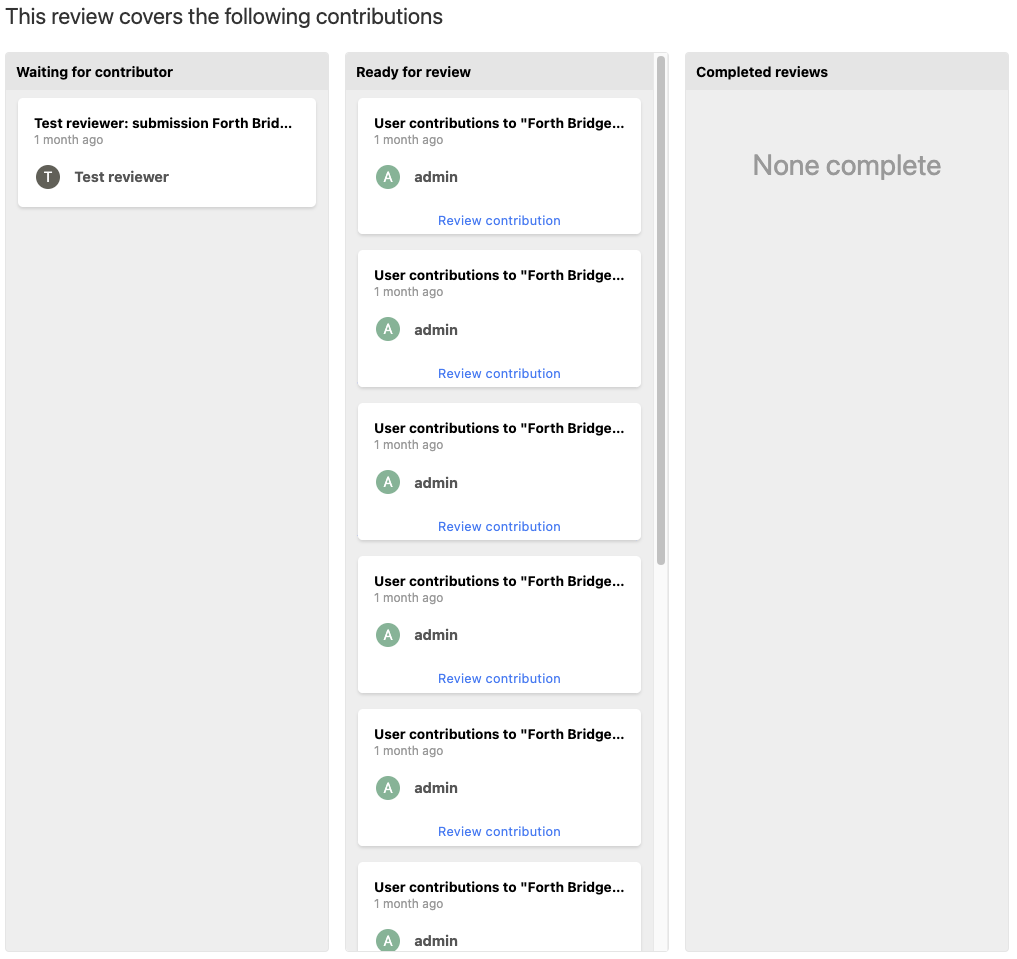 This review covers the following contributions
Waiting for contributor
Test reviewer: submission Forth Brid...
1 month ago
T
Test reviewer
Ready for review
User contributions to "Forth Bridge...
1 month ago
A
admin
Review contribution
User contributions to "Forth Bridge...
1 month ago
A
admin
Review contribution
User contributions to "Forth Bridge...
1 month ago
A
admin
Review contribution
User contributions to "Forth Bridge...
1 month ago
A
admin
Review contribution
User contributions to "Forth Bridge...
1 month ago
A
admin
Review contribution
User contributions to "Forth Bridge...
1 month ago
A
admin
Completed reviews
None complete